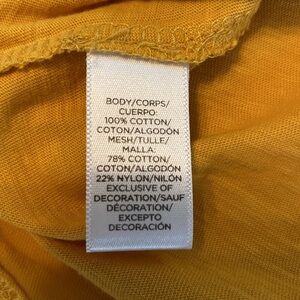 BODY/CORPS/
CUERPO:
100% COTTON/
COTON/ALGODÓN
MESH/TULLE/
MALLA:
78% COTTON/
COTON/ALGODÓN
22% NYLON/NILÓN
EXCLUSIVE OF
DECORATION/SAUF
DÉCORATION/
EXCEPTO
DECORACIÓN